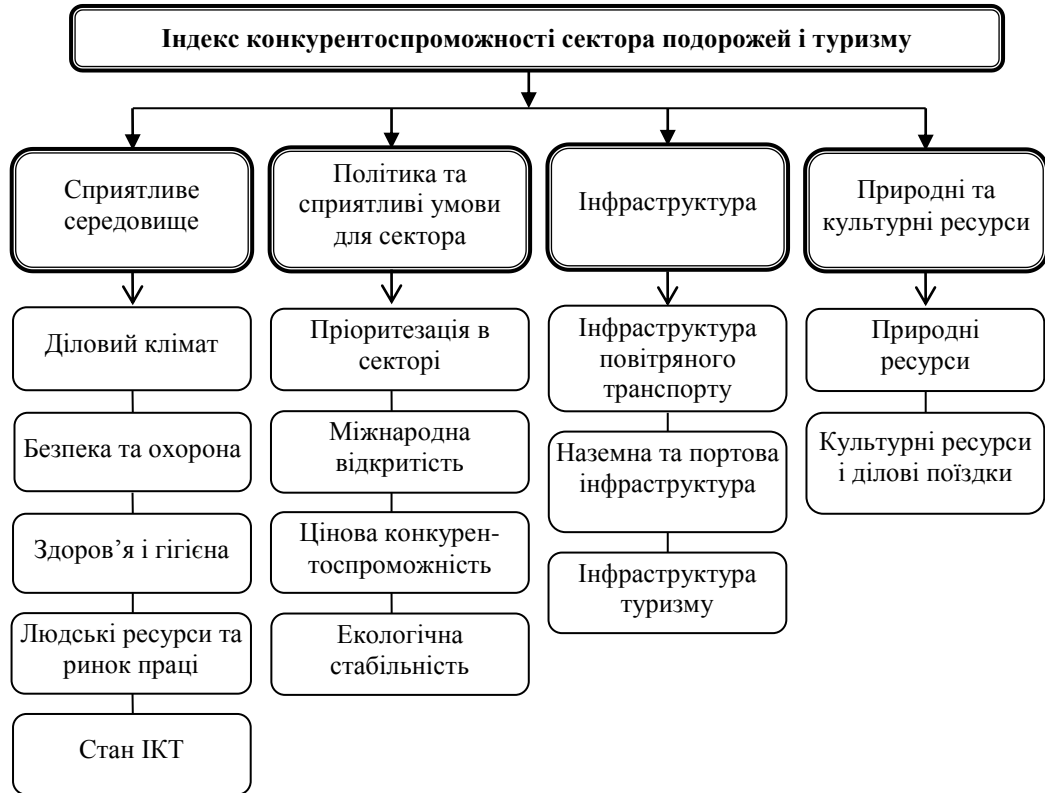 Індекс конкурентоспроможності сектора подорожей і туризму
Сприятливе
середовище
Політика та
сприятливі умови
для сектора
Інфраструктура
Природні та
культурні ресурси
Діловий клімат
Безпека та охорона
Здоров’я і гігієна
Людські ресурси та
ринок праці
Стан ІКТ
Пріоритезація в
секторі
Міжнародна
відкритість
Цінова конкурен-
тоспроможність
Екологічна
стабільність
Інфраструктура
повітряного
транспорту
Наземна та портова
інфраструктура
Інфраструктура
туризму
Природні
ресурси
Культурні ресурси
і ділові поїздки